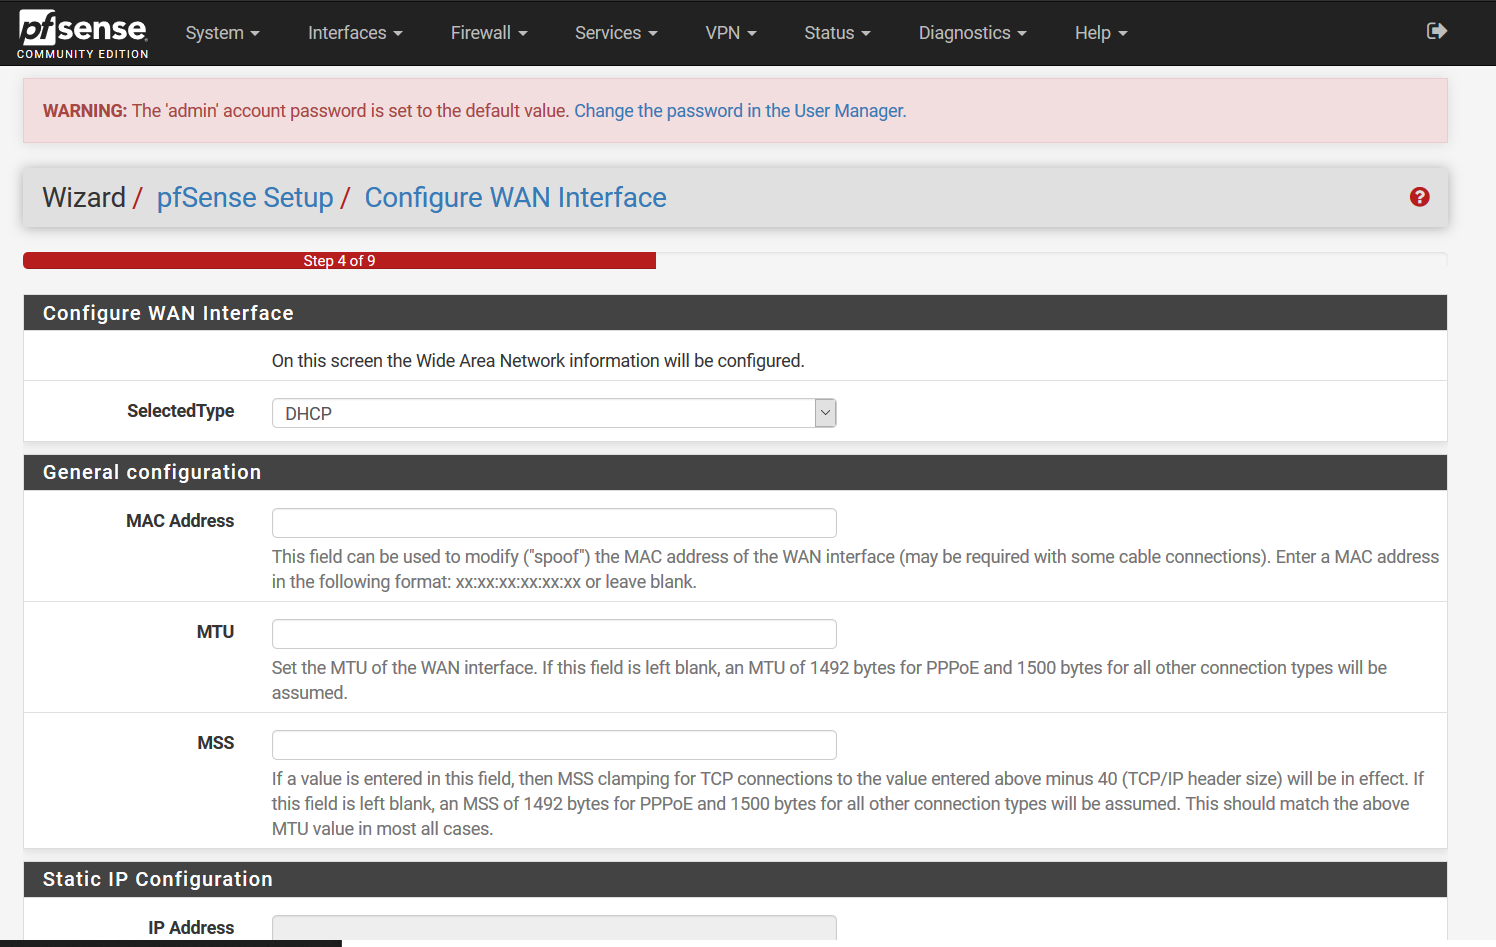 pfsense
COMMUNITY EDITION
System Interfaces Firewall Services VPN Status Diagnostics Help
WARNING: The 'admin' account password is set to the default value. Change the password in the User Manager.
Wizard / pfSense Setup / Configure WAN Interface
Step 4 of 9
Configure WAN Interface
On this screen the Wide Area Network information will be configured.
SelectedType DHCP
General configuration
MAC Address
This field can be used to modify ("spoof") the MAC address of the WAN interface (may be required with some cable connections). Enter a MAC address
in the following format: xx:xx:xx:xx:xx:xx or leave blank.
MTU
Set the MTU of the WAN interface. If this field is left blank, an MTU of 1492 bytes for PPPoE and 1500 bytes for all other connection types will be
assumed.
MSS
If a value is entered in this field, then MSS clamping for TCP connections to the value entered above minus 40 (TCP/IP header size) will be in effect. If
this field is left blank, an MSS of 1492 bytes for PPPoE and 1500 bytes for all other connection types will be assumed. This should match the above
MTU value in most all cases.
Static IP Configuration
IP Address